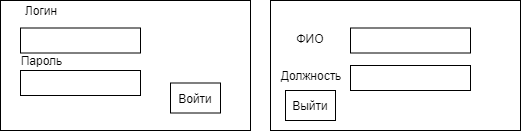 Логин
Пароль
Войти
ФИО
Должность
Выйти